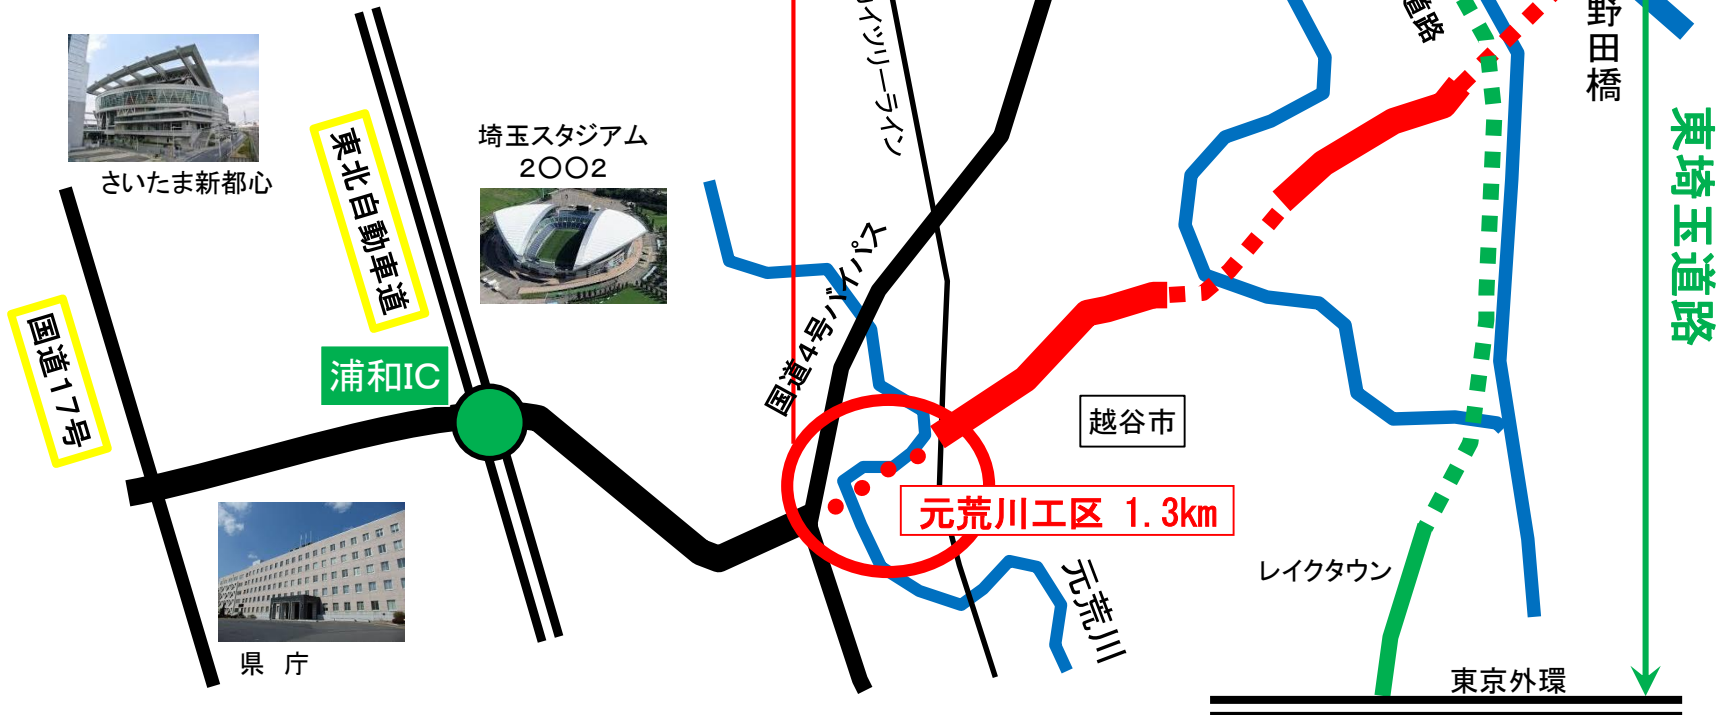 道路
野田橋
イツリーライン
東北自動車道
埼玉スタジアム
2〇〇2
さいたま新都心
東埼玉道路
国道4号バイパス
国道17号
浦和IC
越谷市
元荒川工区 1.3km
レイクタウン
元荒川
県 庁
東京外環